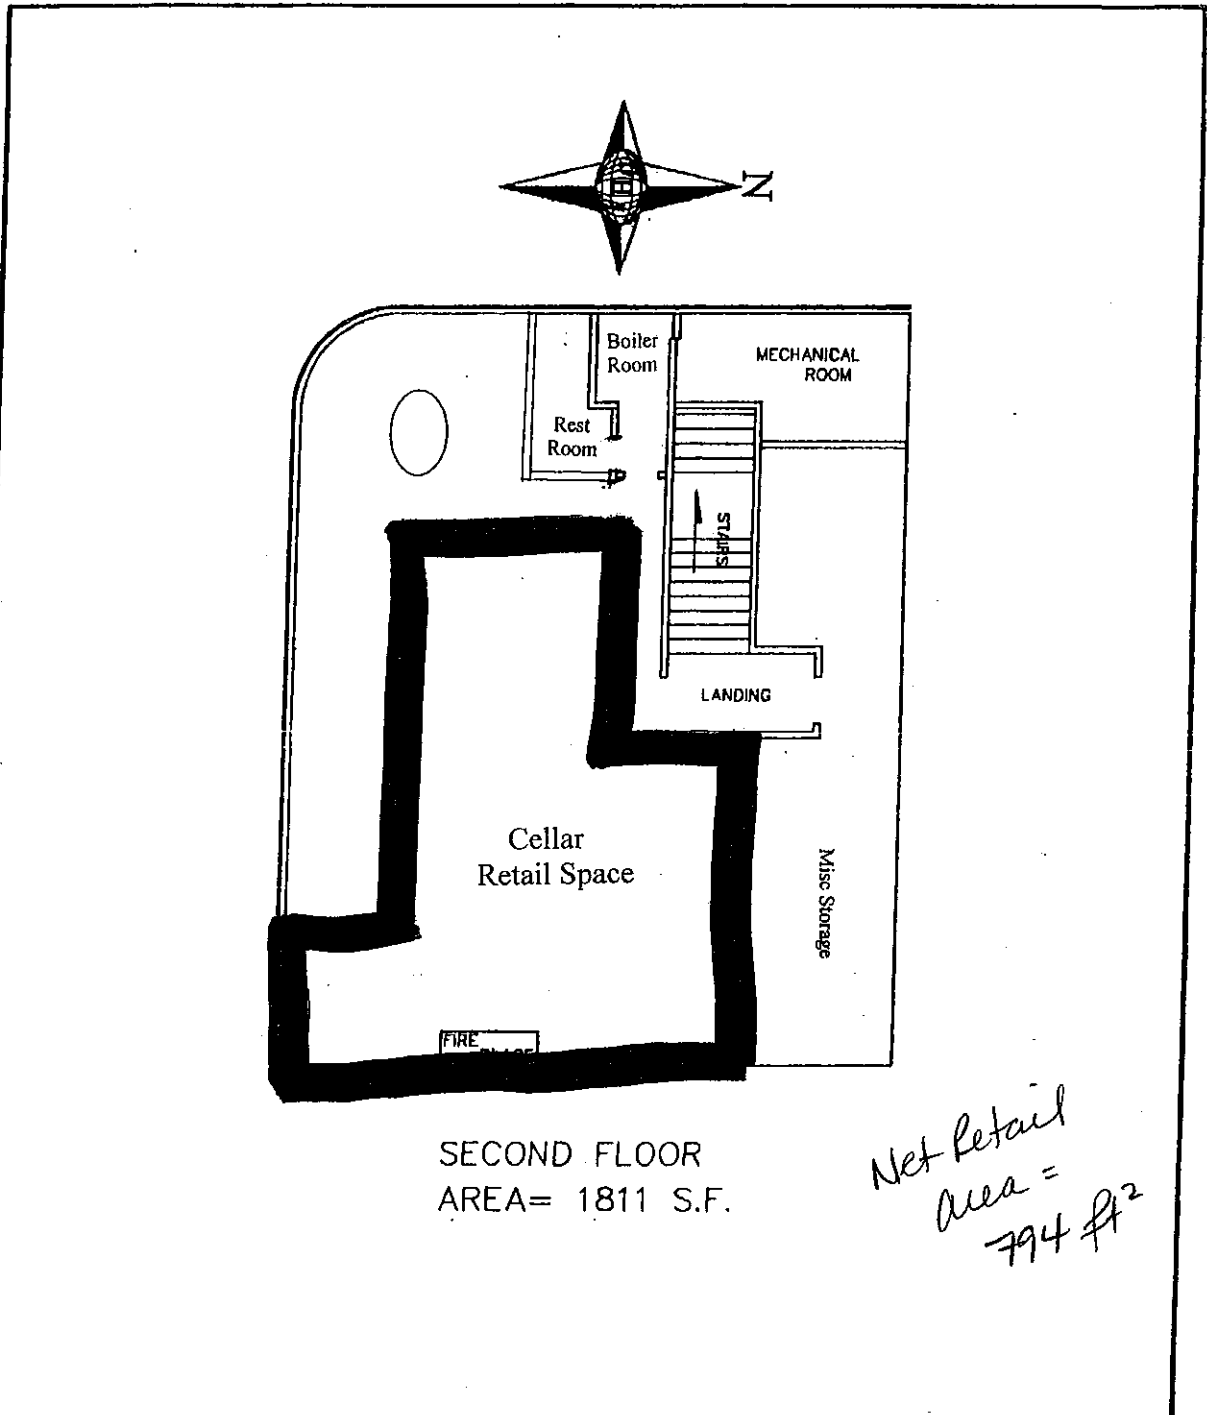 N
H
Boiler
Room
MECHANICAL
ROOM
Rest
Room
STAIRS
LANDING
Cellar
Retail Space
Misc Storage
FIRE
SECOND FLOOR
AREA= 1811 S.F.
Net Retail
area =
794 ft²